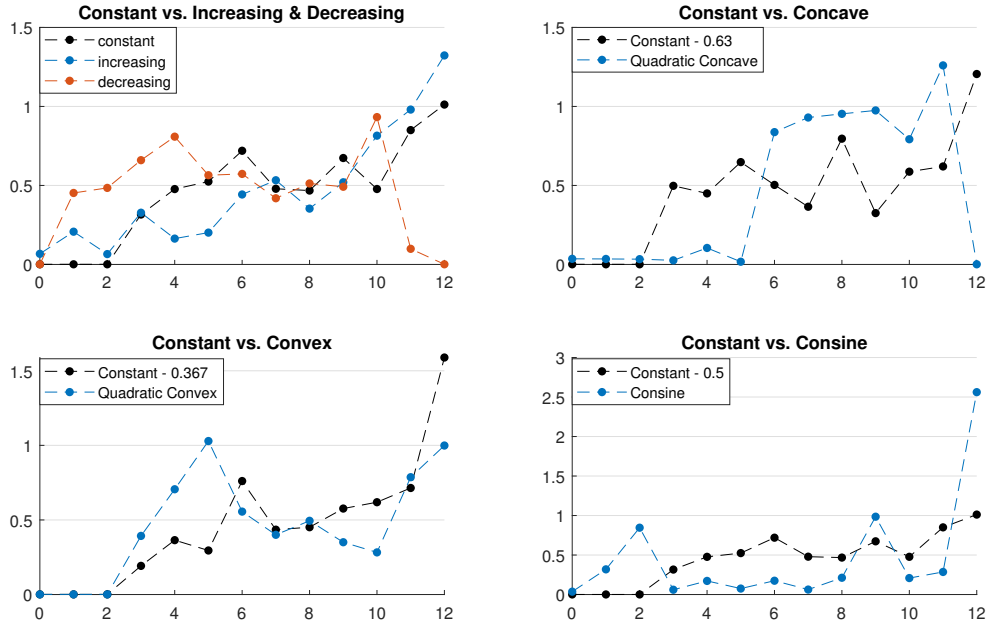 Constant vs. Increasing & Decreasing
1.5
1
0.5
0
constant
increasing
decreasing
0 2 4 6 8 10 12
Constant vs. Concave
1.5
1
0.5
0
Constant - 0.63
Quadratic Concave
0 2 4 6 8 10 12
Constant vs. Convex
1.5
1
0.5
0
Constant - 0.367
Quadratic Convex
0 2 4 6 8 10 12
Constant vs. Consine
3
2.5
2
1.5
1
0.5
0
Constant - 0.5
Consine
0 2 4 6 8 10 12